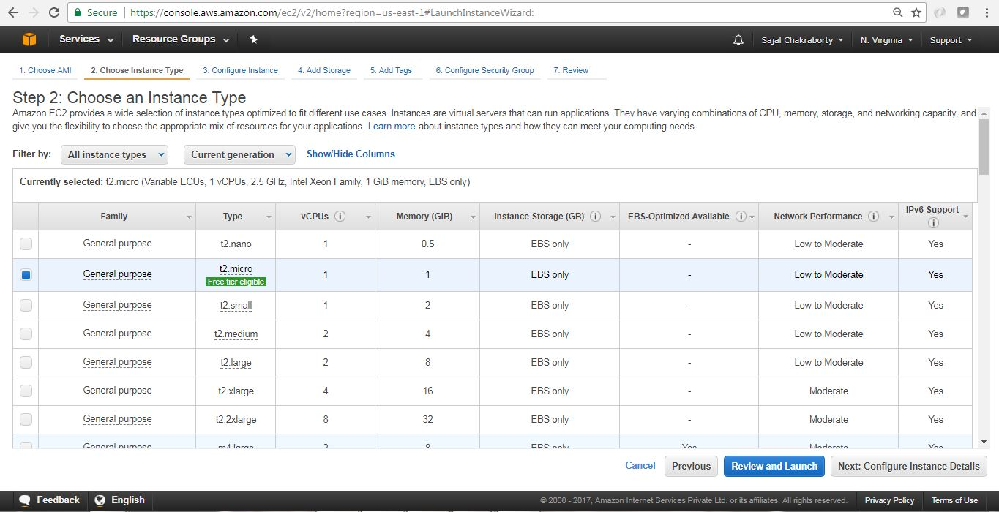 Secure https://console.aws.amazon.com/ec2/v2/home?region=us-east-1#LaunchInstanceWizard:
Services Resource Groups Sajal Chakraborty N. Virginia Support
1. Choose AMI 2. Choose Instance Type 3. Configure Instance 4. Add Storage 5. Add Tags 6. Configure Security Group 7. Review
Step 2: Choose an Instance Type
Amazon EC2 provides a wide selection of instance types optimized to fit different use cases. Instances are virtual servers that can run applications. They have varying combinations of CPU, memory, storage, and networking capacity, and
give you the flexibility to choose the appropriate mix of resources for your applications. Learn more about instance types and how they can meet your computing needs.
Filter by: All instance types Current generation Show/Hide Columns
Currently selected: t2.micro (Variable ECUs, 1 vCPUs, 2.5 GHz, Intel Xeon Family, 1 GiB memory, EBS only)
Family Type vCPUs Memory (GiB) Instance Storage (GB) EBS-Optimized Available Network Performance IPv6 Support
General purpose t2.nano 1 0.5 EBS only - Low to Moderate Yes
General purpose t2.micro 1 1 EBS only - Low to Moderate Yes
Free tier eligible
General purpose t2.small 1 2 EBS only - Low to Moderate Yes
General purpose t2.medium 2 4 EBS only - Low to Moderate Yes
General purpose t2.large 2 8 EBS only - Low to Moderate Yes
General purpose t2.xlarge 4 16 EBS only - Moderate Yes
General purpose t2.2xlarge 8 32 EBS only - Moderate Yes
General purpose m4.large 2 8 EBS only Yes Moderate Yes
Cancel Previous Review and Launch Next: Configure Instance Details
Feedback English © 2008 - 2017, Amazon Internet Services Private Ltd. or its affiliates. All rights reserved. Privacy Policy Terms of Use